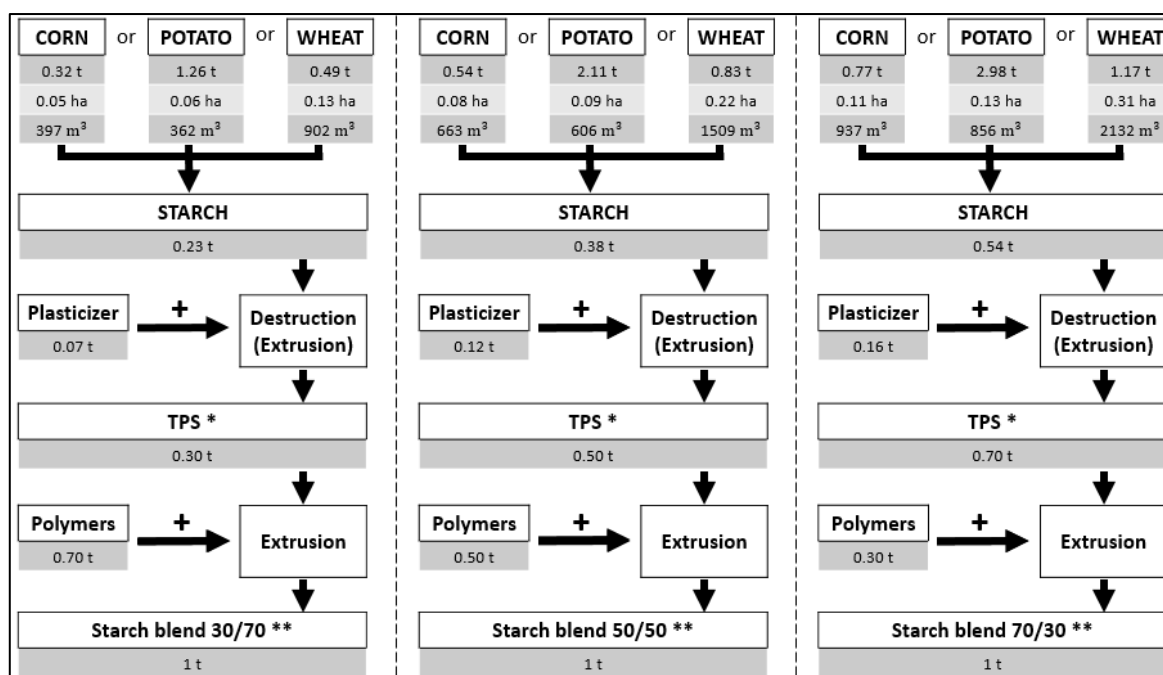 CORN or POTATO or WHEAT
0.32 t 1.26 t 0.49 t
0.05 ha 0.06 ha 0.13 ha
397 m³ 362 m³ 902 m³
STARCH
0.23 t
Plasticizer + Destruction
0.07 t (Extrusion)
TPS *
0.30 t
Polymers + Extrusion
0.70 t
Starch blend 30/70 **
1 t
CORN or POTATO or WHEAT
0.54 t 2.11 t 0.83 t
0.08 ha 0.09 ha 0.22 ha
663 m³ 606 m³ 1509 m³
STARCH
0.38 t
Plasticizer + Destruction
0.12 t (Extrusion)
TPS *
0.50 t
Polymers + Extrusion
0.50 t
Starch blend 50/50 **
1 t
CORN or POTATO or WHEAT
0.77 t 2.98 t 1.17 t
0.11 ha 0.13 ha 0.31 ha
937 m³ 856 m³ 2132 m³
STARCH
0.54 t
Plasticizer + Destruction
0.16 t (Extrusion)
TPS *
0.70 t
Polymers + Extrusion
0.30 t
Starch blend 70/30 **
1 t